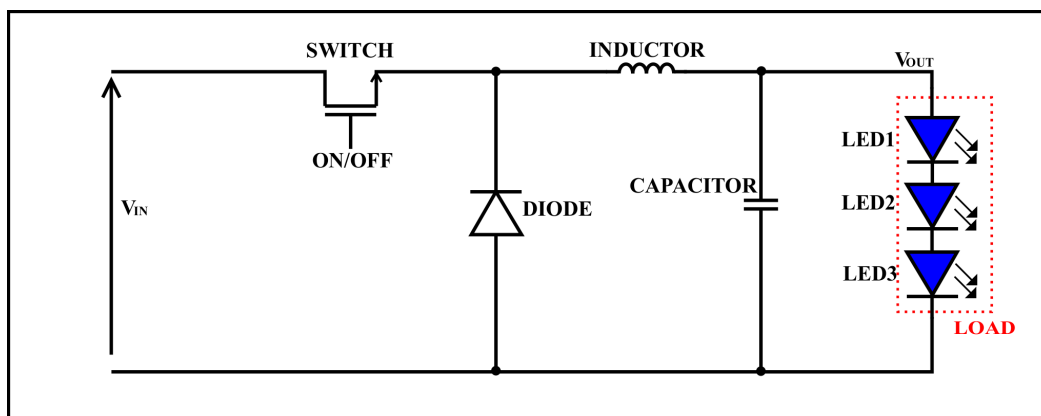 SWITCH
INDUCTOR
VOUT
LED1
ON/OFF
CAPACITOR
VIN
DIODE
LED2
LED3
LOAD